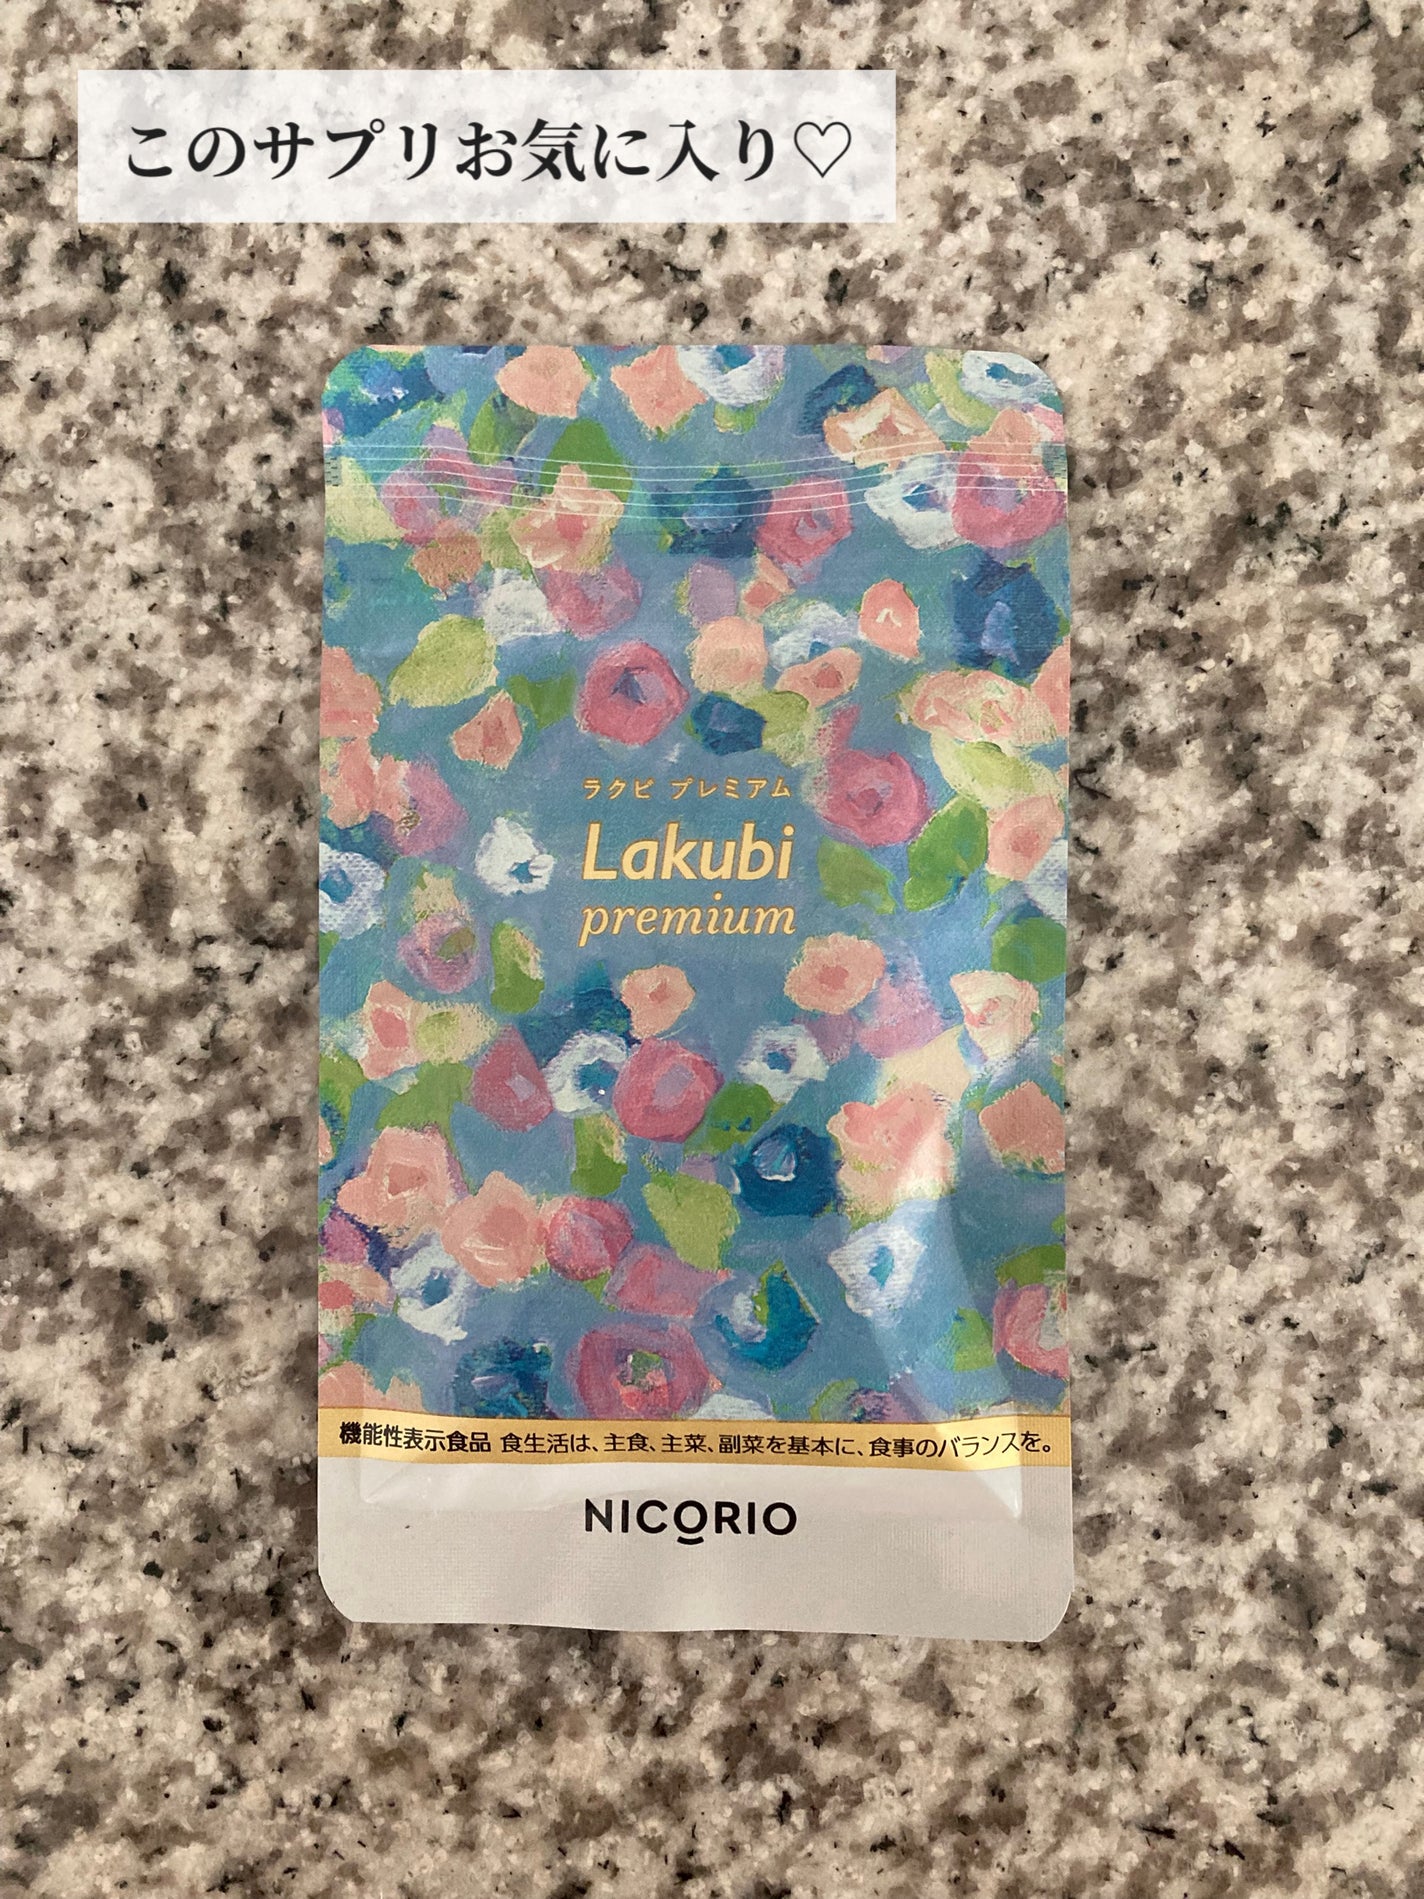 このサプリお気に入り♡
ラクビ プレミアム
Lakubi
premium
機能性表示食品 食生活は、主食、主菜、副菜を基本に、食事のバランスを。
NICORIO